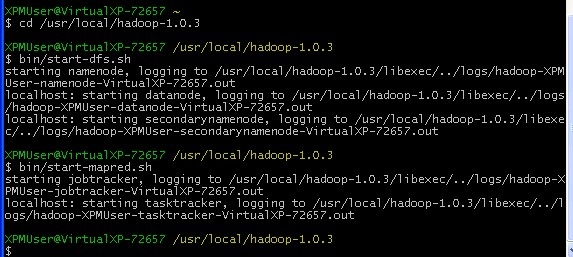 XPMUser@VirtualXP-72657 ~
$ cd /usr/local/hadoop-1.0.3
XPMUser@VirtualXP-72657 /usr/local/hadoop-1.0.3
$ bin/start-dfs.sh
starting namenode, logging to /usr/local/hadoop-1.0.3/libexec/../logs/hadoop-XPM
User-namenode-VirtualXP-72657.out
localhost: starting datanode, logging to /usr/local/hadoop-1.0.3/libexec/../logs
/hadoop-XPMUser-datanode-VirtualXP-72657.out
localhost: starting secondarynamenode, logging to /usr/local/hadoop-1.0.3/libexe
c/../logs/hadoop-XPMUser-secondarynamenode-VirtualXP-72657.out
XPMUser@VirtualXP-72657 /usr/local/hadoop-1.0.3
$ bin/start-mapred.sh
starting jobtracker, logging to /usr/local/hadoop-1.0.3/libexec/../logs/hadoop-X
PMUser-jobtracker-VirtualXP-72657.out
localhost: starting tasktracker, logging to /usr/local/hadoop-1.0.3/libexec/../l
ogs/hadoop-XPMUser-tasktracker-VirtualXP-72657.out
XPMUser@VirtualXP-72657 /usr/local/hadoop-1.0.3
$